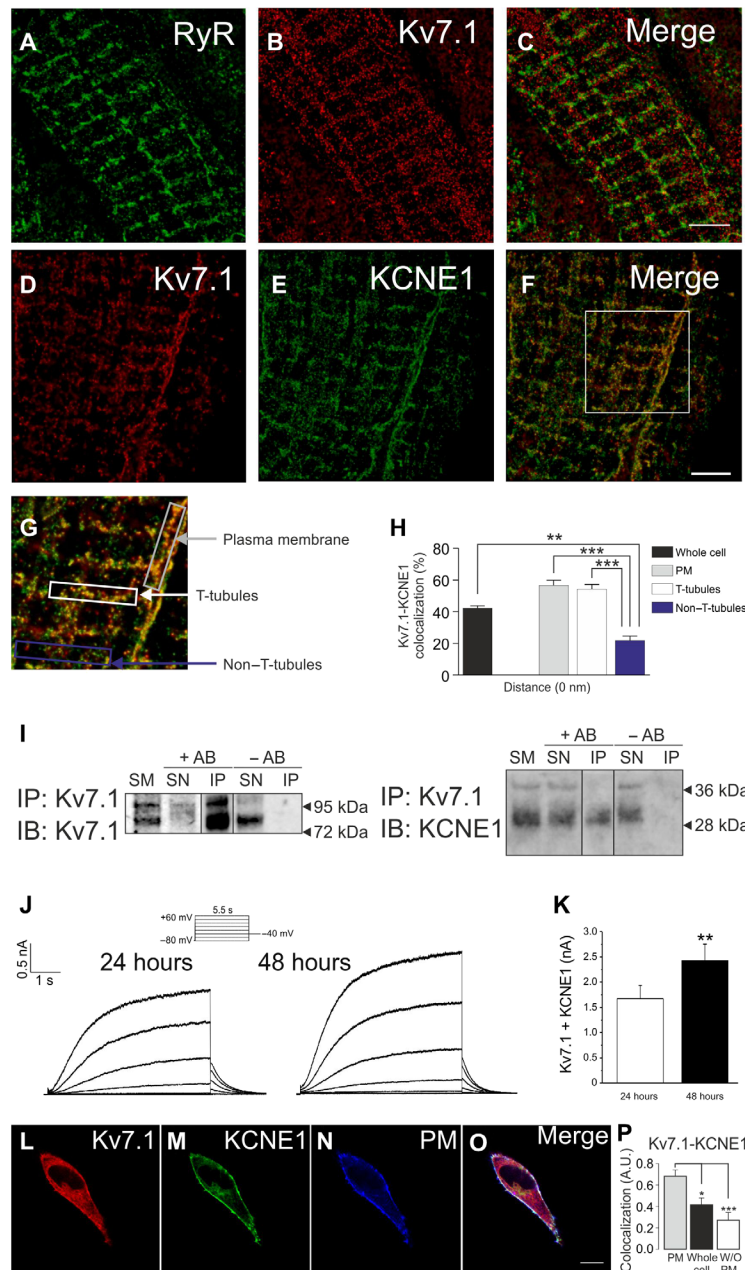 A RyR
B Kv7.1
C Merge
D Kv7.1
E KCNE1
F Merge
G
Plasma membrane
T-tubules
Non–T-tubules
H
Kv7.1-KCNE1
colocalization (%)
80
60
40
20
0
**
***
***
Distance (0 nm)
Whole cell
PM
T-tubules
Non–T-tubules
I
+ AB – AB
SM SN IP SN IP
IP: Kv7.1
IB: Kv7.1
95 kDa
72 kDa
+ AB – AB
SM SN IP SN IP
IP: Kv7.1
IB: KCNE1
36 kDa
28 kDa
J
5.5 s
+60 mV
–40 mV
–80 mV
0.5 nA
1 s
24 hours
48 hours
K
Kv7.1 + KCNE1 (nA)
3.0
2.5
2.0
1.5
1.0
0.5
0
**
24 hours 48 hours
L Kv7.1
M KCNE1
N PM
O Merge
P
Kv7.1-KCNE1
Colocalization (A.U.)
0.8
0.6
0.4
0.2
0.0
*
***
PM Whole cell W/O PM